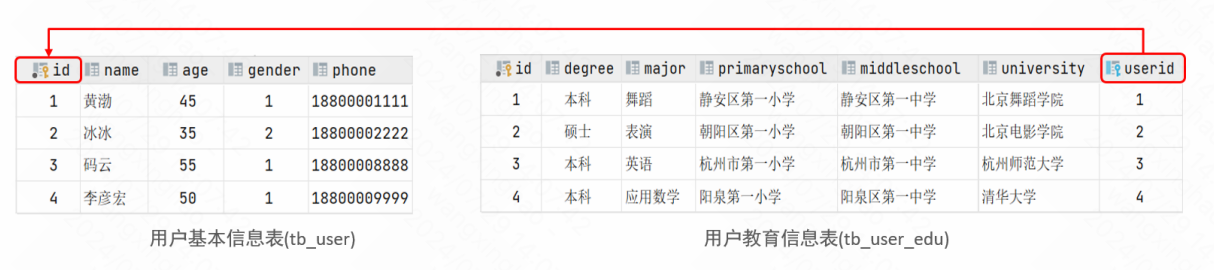 id name age gender phone
1 黄渤 45 1 18800001111
2 冰冰 35 2 18800002222
3 码云 55 1 18800008888
4 李彦宏 50 1 18800009999
用户基本信息表(tb_user)
id degree major primaryschool middleschool university userid
1 本科 舞蹈 静安区第一小学 静安区第一中学 北京舞蹈学院 1
2 硕士 表演 朝阳区第一小学 朝阳区第一中学 北京电影学院 2
3 本科 英语 杭州市第一小学 杭州市第一中学 杭州师范大学 3
4 本科 应用数学 阳泉第一小学 阳泉区第一中学 清华大学 4
用户教育信息表(tb_user_edu)